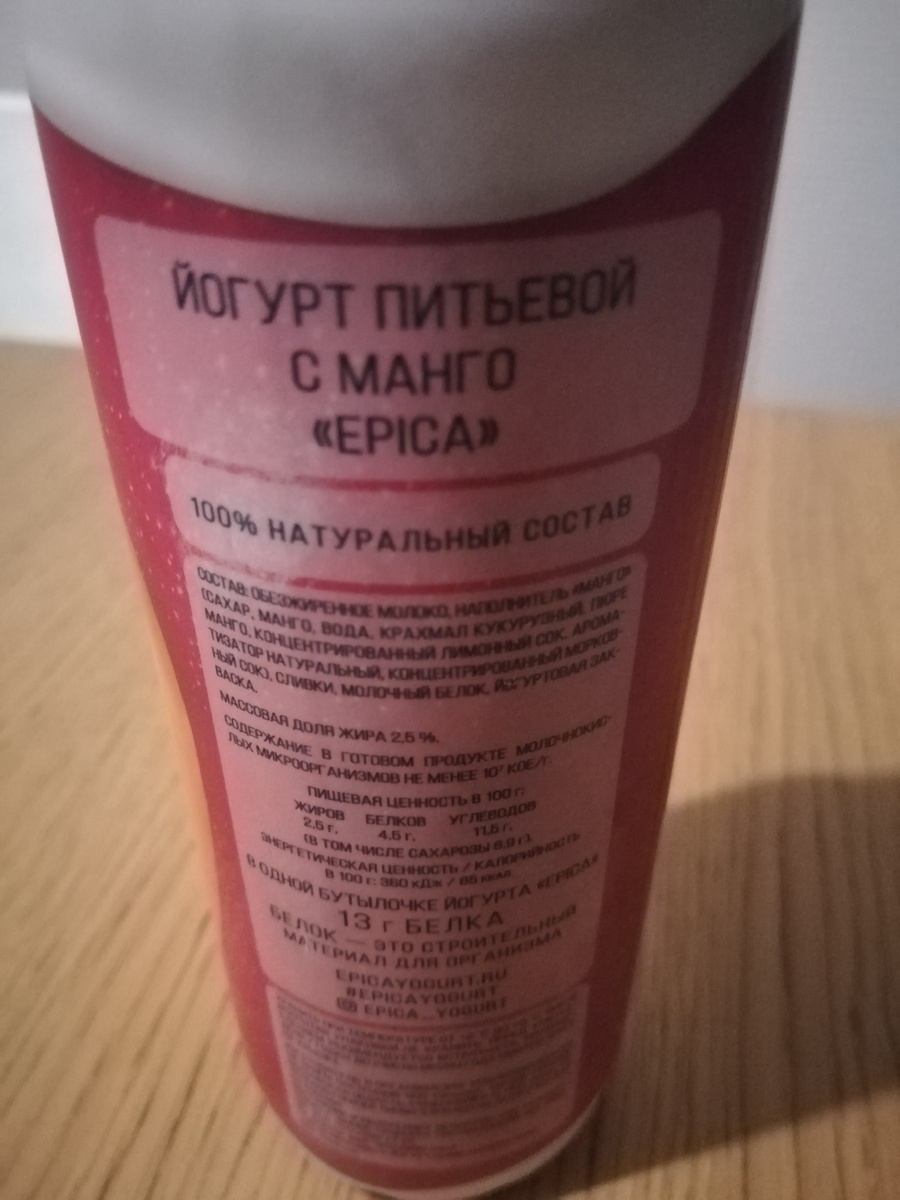 ЙОГУРТ ПИТЬЕВОЙ
С МАНГО
«EPICA»
100% НАТУРАЛЬНЫЙ СОСТАВ
СОСТАВ: ОБЕЗЖИРЕННОЕ МОЛОКО, НАПОЛНИТЕЛЬ «МАНГО»
(САХАР, МАНГО, ВОДА, КРАХМАЛ КУКУРУЗНЫЙ, ПЮРЕ
МАНГО, КОНЦЕНТРИРОВАННЫЙ ЛИМОННЫЙ СОК, АРОМА-
ТИЗАТОР НАТУРАЛЬНЫЙ, КОНЦЕНТРИРОВАННЫЙ МОРКОВ-
НЫЙ СОК), СЛИВКИ, МОЛОЧНЫЙ БЕЛОК, ЙОГУРТОВАЯ ЗАК-
ВАСКА.
МАССОВАЯ ДОЛЯ ЖИРА 2,5 %.
СОДЕРЖАНИЕ В ГОТОВОМ ПРОДУКТЕ МОЛОЧНОКИС-
ЛЫХ МИКРООРГАНИЗМОВ НЕ МЕНЕЕ 10⁷ КОЕ/Г.
ПИЩЕВАЯ ЦЕННОСТЬ В 100 г:
ЖИРОВ БЕЛКОВ УГЛЕВОДОВ
2,5 г. 4,5 г. 11,5 г.
(В ТОМ ЧИСЛЕ САХАРОЗЫ 6,9 г).
ЭНЕРГЕТИЧЕСКАЯ ЦЕННОСТЬ / КАЛОРИЙНОСТЬ
В 100 г: 360 кДж / 85 ккал
В ОДНОЙ БУТЫЛОЧКЕ ЙОГУРТА «EPICA»
13 г БЕЛКА
БЕЛОК — ЭТО СТРОИТЕЛЬНЫЙ
МАТЕРИАЛ ДЛЯ ОРГАНИЗМА
EPICAYOGURT.RU
#EPICAYOGURT
EPICA_YOGURT